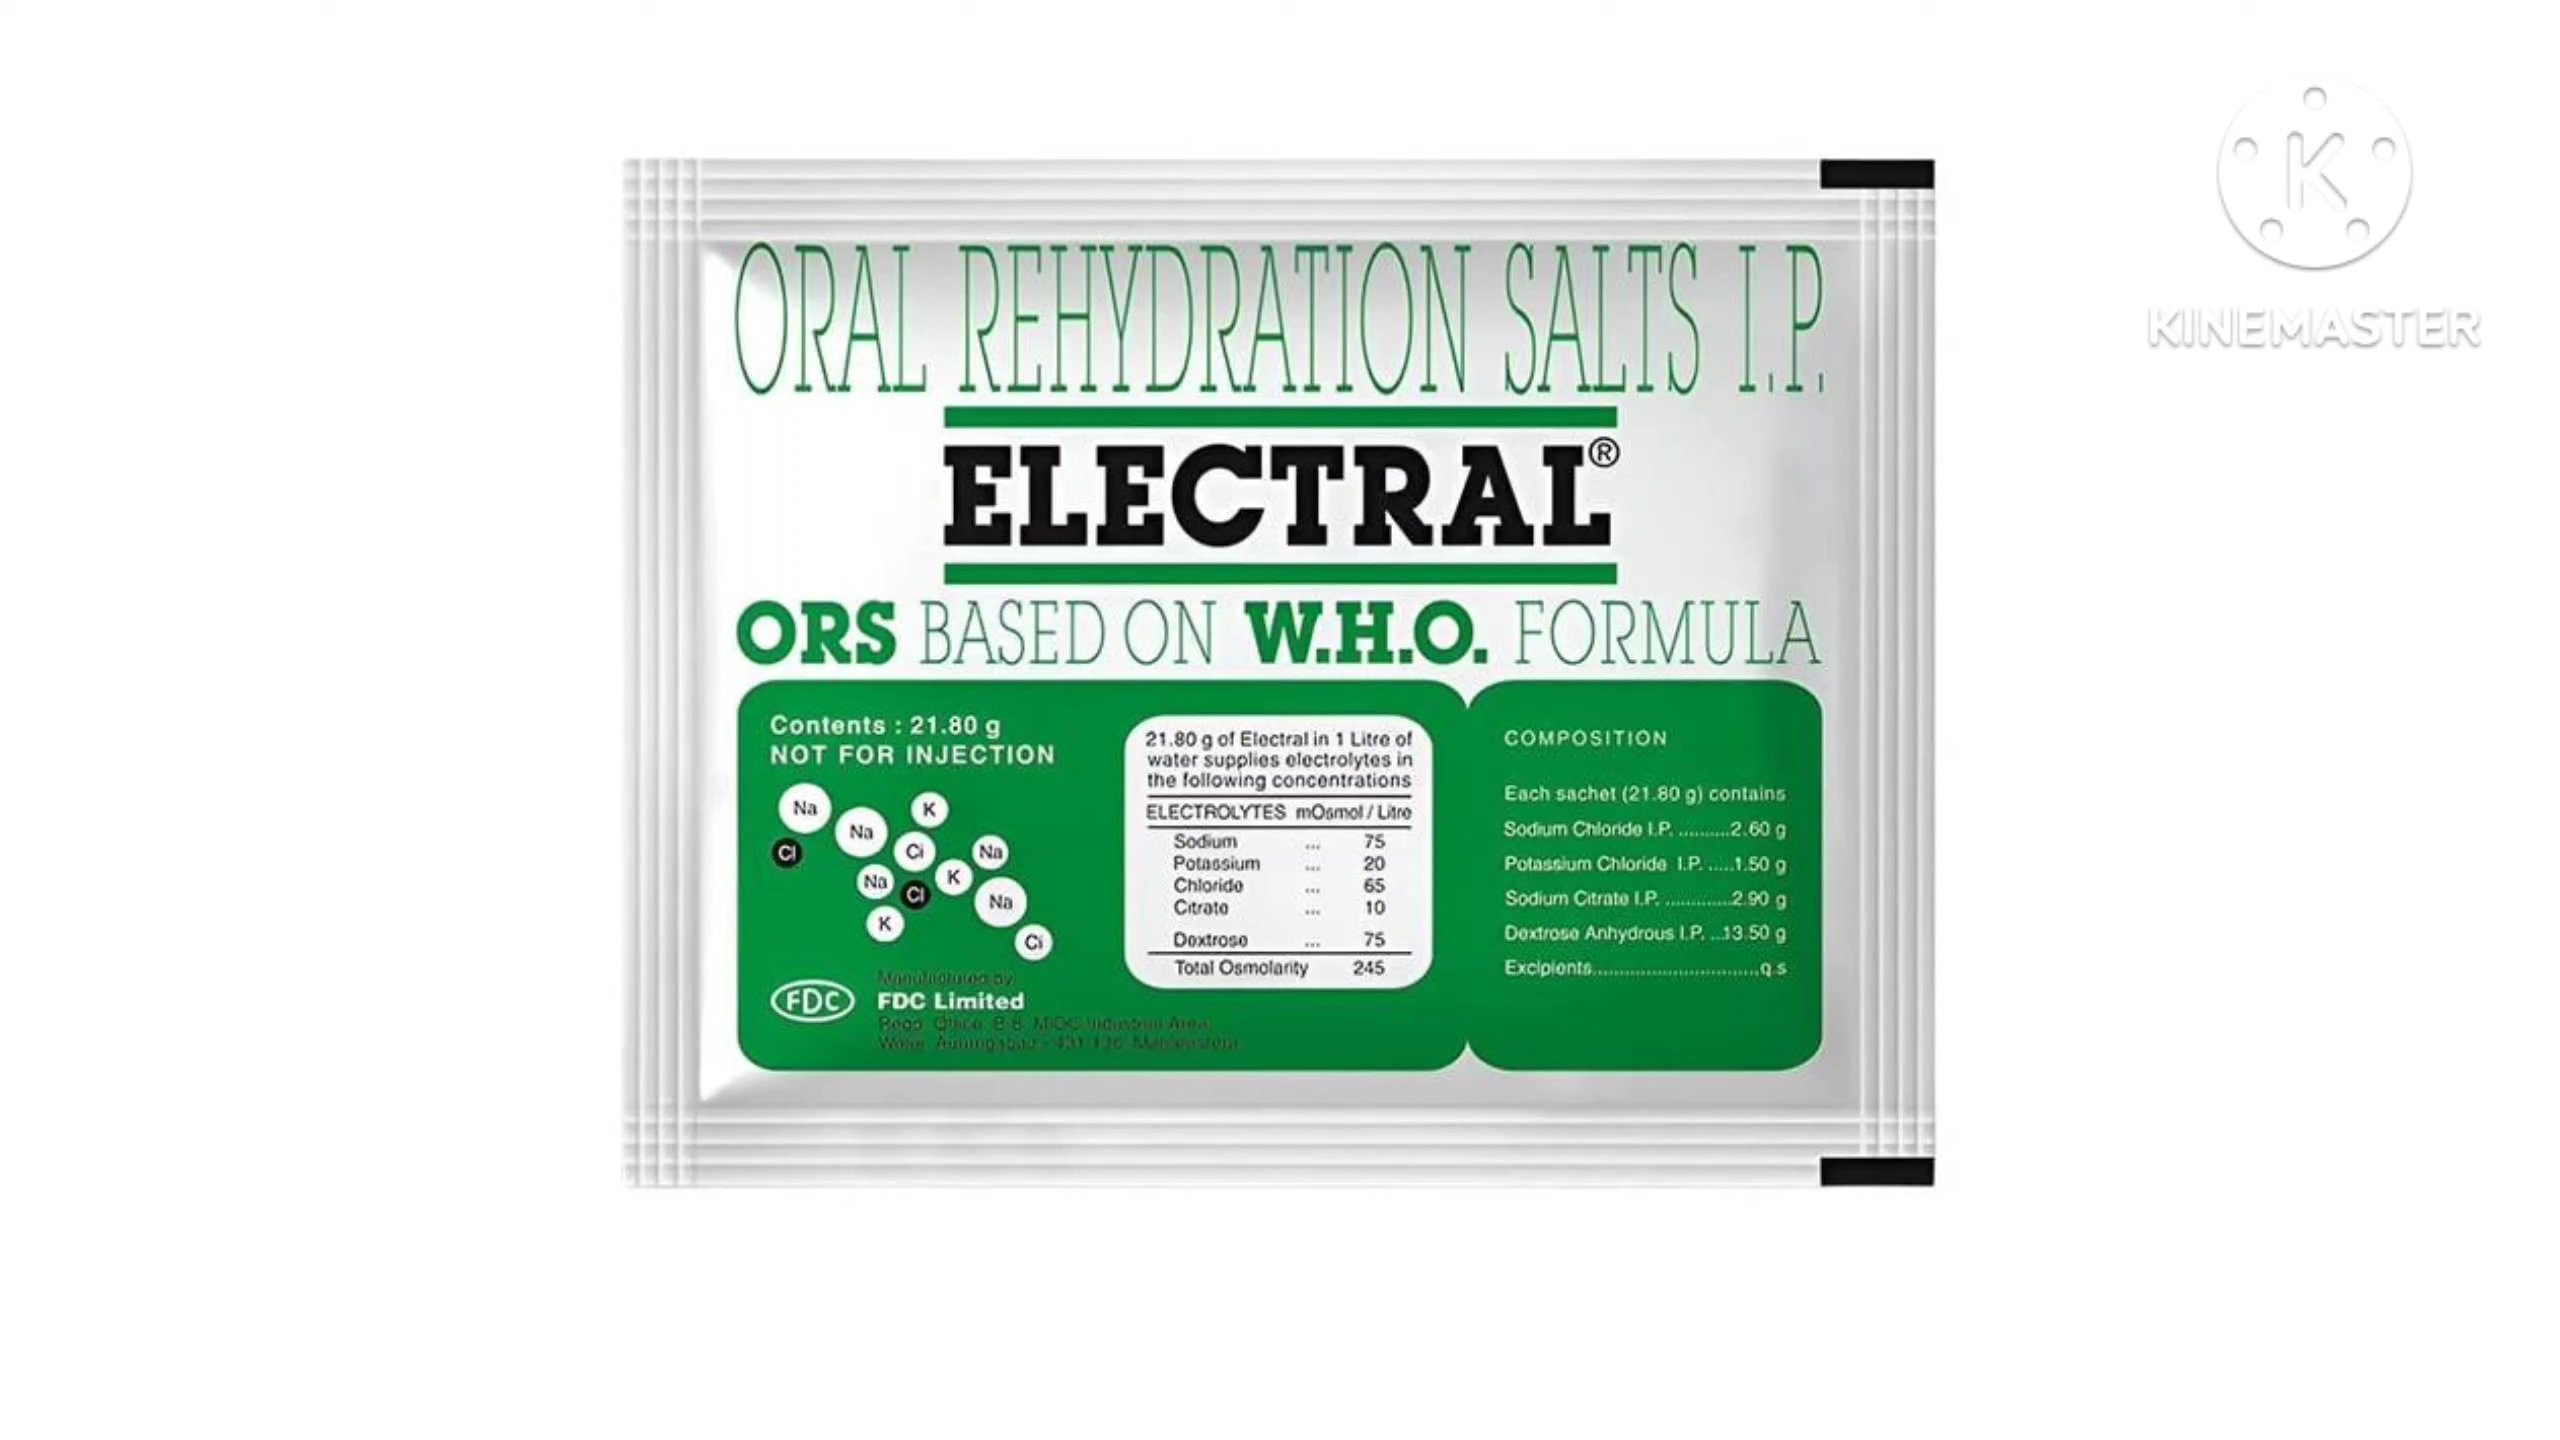 ORAL REHYDRATION SALTS I.P.
ELECTRAL®
ORS BASED ON W.H.O. FORMULA
Contents : 21.80 g
NOT FOR INJECTION
Na
K
Na
Cl
Ci
Na
Na
Cl
K
Na
K
Ci
FDC
Manufactured by
FDC Limited
21.80 g of Electral in 1 Litre of
water supplies electrolytes in
the following concentrations
ELECTROLYTES mOsmol / Litre
Sodium ... 75
Potassium ... 20
Chloride ... 65
Citrate ... 10
Dextrose ... 75
Total Osmolarity 245
COMPOSITION
Each sachet (21.80 g) contains
Sodium Chloride I.P. ..........2.60 g
Potassium Chloride I.P. .....1.50 g
Sodium Citrate I.P. .............2.90 g
Dextrose Anhydrous I.P. ..13.50 g
Excipients.................................q.s
K
KINEMASTER